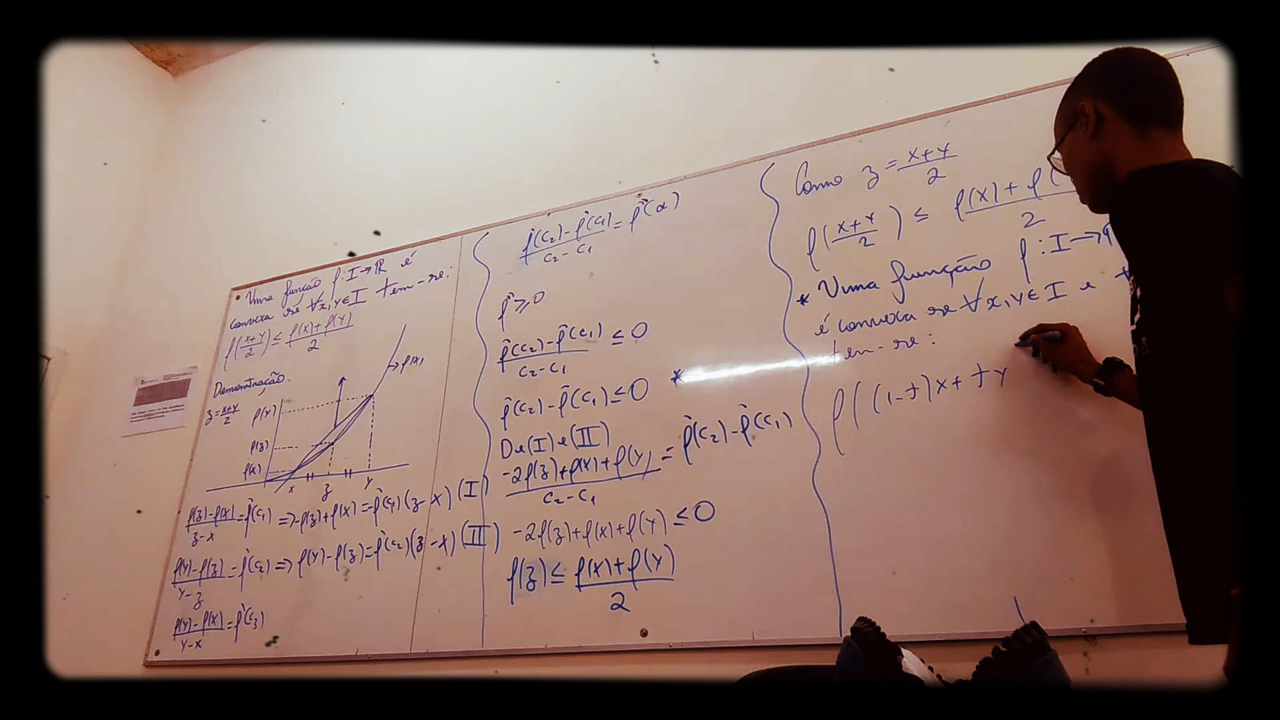 • Uma função f: I→ℝ é
convexa se ∀x,y∈I tem-se:
f((x+y)/2) ≤ (f(x)+f(y))/2
Demonstração.
z=(x+y)/2
f(y)
f(z)
f(x)
→f(x)
x z y
(f(z)-f(x))/(z-x) = f'(c₁) => -f(z)+f(x) = -f'(c₁)(z-x) (I)
(f(y)-f(z))/(y-z) = f'(c₂) => f(y)-f(z) = f'(c₂)(z-x) (II)
(f(y)-f(x))/(y-x) = f'(c₃)
(f'(c₂)-f'(c₁))/(c₂-c₁) = f''(α)
f''≥0
(f'(c₂)-f'(c₁))/(c₂-c₁) ≤ 0
f'(c₂)-f'(c₁) ≤ 0 *
De (I) e (II)
(-2f(z)+f(x)+f(y))/(c₂-c₁) = f'(c₂)-f'(c₁)
-2f(z)+f(x)+f(y) ≤ 0
f(z) ≤ (f(x)+f(y))/2
Como z = (x+y)/2
f((x+y)/2) ≤ (f(x)+f(/2
* Uma função f: I→
é convexa se ∀x,y∈I e
tem-se:
f((1-t)x+ty